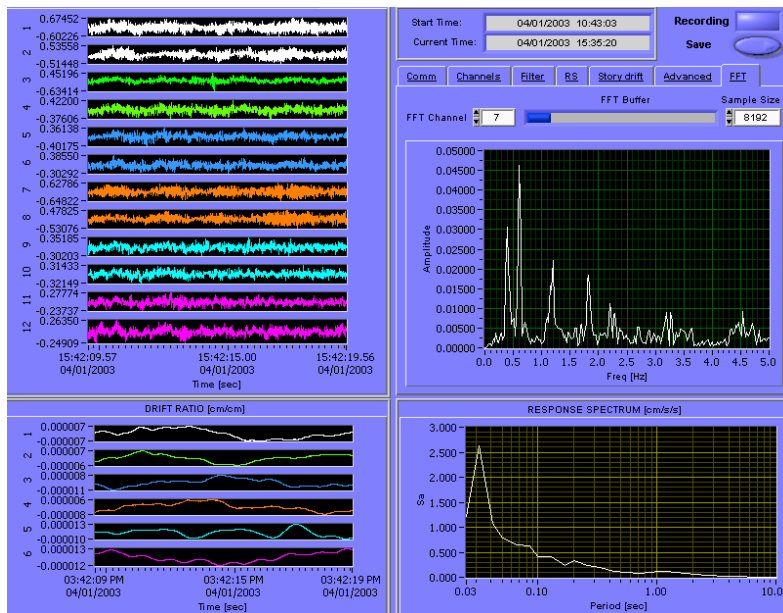 Start Time: 04/01/2003 10:43:03
Current Time: 04/01/2003 15:35:20
Recording
Save
Comm Channels Filter RS Story drift Advanced FFT
FFT Channel 7
FFT Buffer
Sample Size
8192
1 0.67452
-0.60226
2 0.53558
-0.51448
3 0.45196
-0.63414
4 0.42200
-0.37606
5 0.36138
-0.40175
6 0.38550
-0.30292
7 0.62786
-0.64822
8 0.47825
-0.53076
9 0.35185
-0.30203
10 0.31433
-0.32149
11 0.27774
-0.23737
12 0.26350
-0.24909
15:42:09.57 15:42:15.00 15:42:19.56
04/01/2003 04/01/2003 04/01/2003
Time [sec]
Amplitude
0.05000
0.04500
0.04000
0.03500
0.03000
0.02500
0.02000
0.01500
0.01000
0.00500
0.00000
0.0 0.5 1.0 1.5 2.0 2.5 3.0 3.5 4.0 4.5 5.0
Freq [Hz]
DRIFT RATIO [cm/cm]
1 0.000007
-0.000007
2 0.000007
-0.000006
3 0.000008
-0.000011
4 0.000006
-0.000008
5 0.000013
-0.000010
6 0.000013
-0.000012
03:42:09 PM 03:42:15 PM 03:42:19 PM
04/01/2003 04/01/2003 04/01/2003
Time [sec]
RESPONSE SPECTRUM [cm/s/s]
Sa
3.000
2.500
2.000
1.500
1.000
0.500
0.000
0.03 0.10 1.00 10.0
Period [sec]